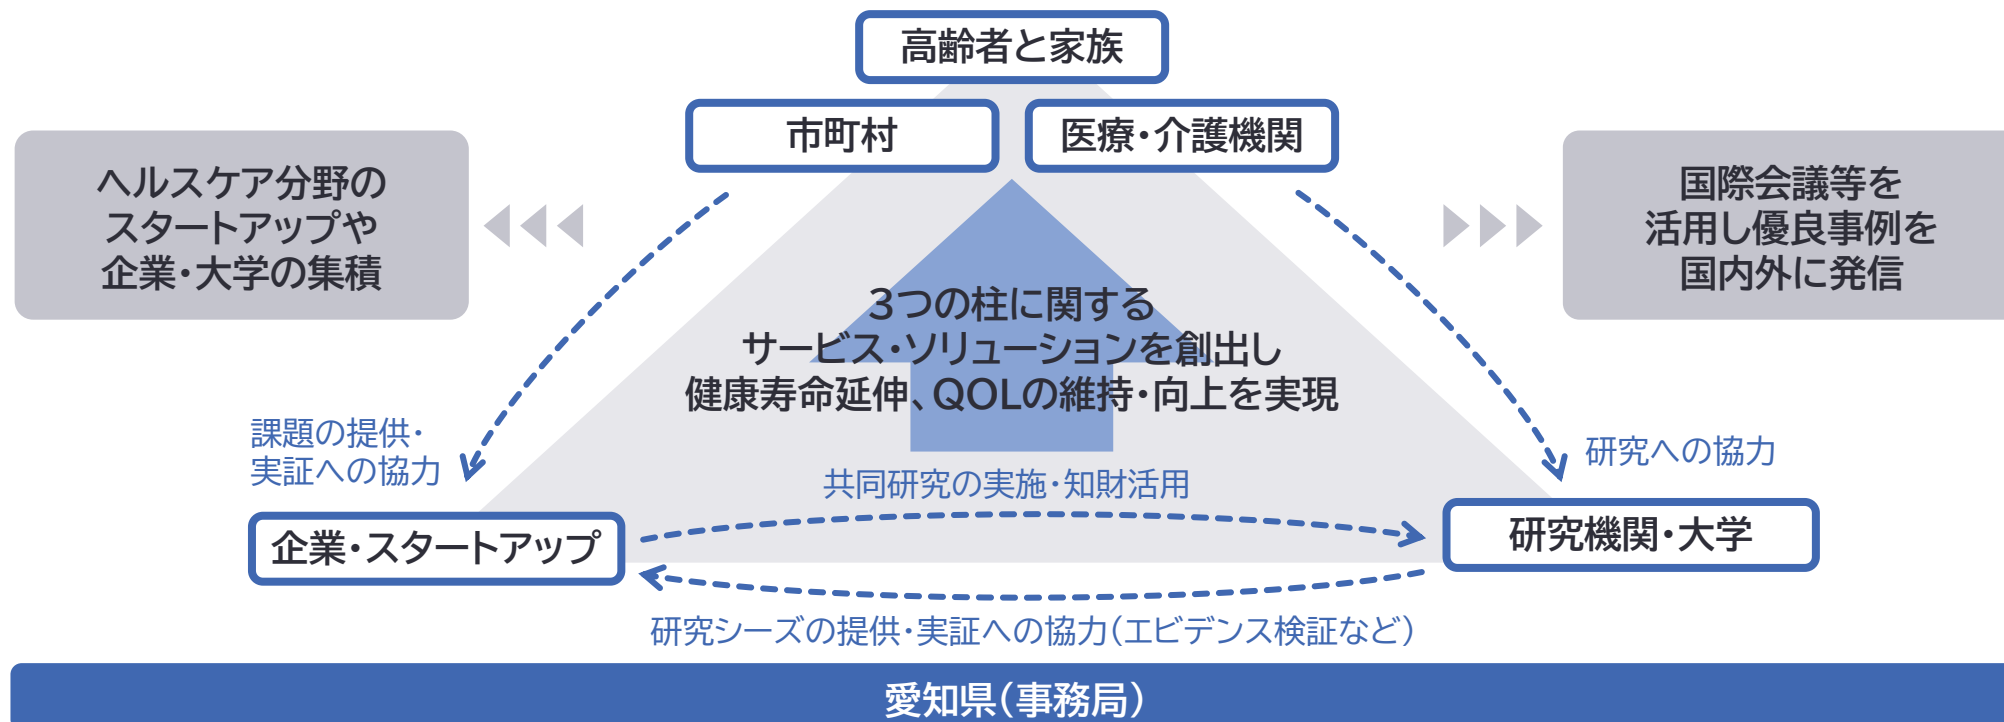 高齢者と家族
市町村
医療・介護機関
ヘルスケア分野の
スタートアップや
企業・大学の集積
国際会議等を
活用し優良事例を
国内外に発信
3つの柱に関する
サービス・ソリューションを創出し
健康寿命延伸、QOLの維持・向上を実現
課題の提供・
実証への協力
研究への協力
共同研究の実施・知財活用
企業・スタートアップ
研究機関・大学
研究シーズの提供・実証への協力（エビデンス検証など）
愛知県（事務局）